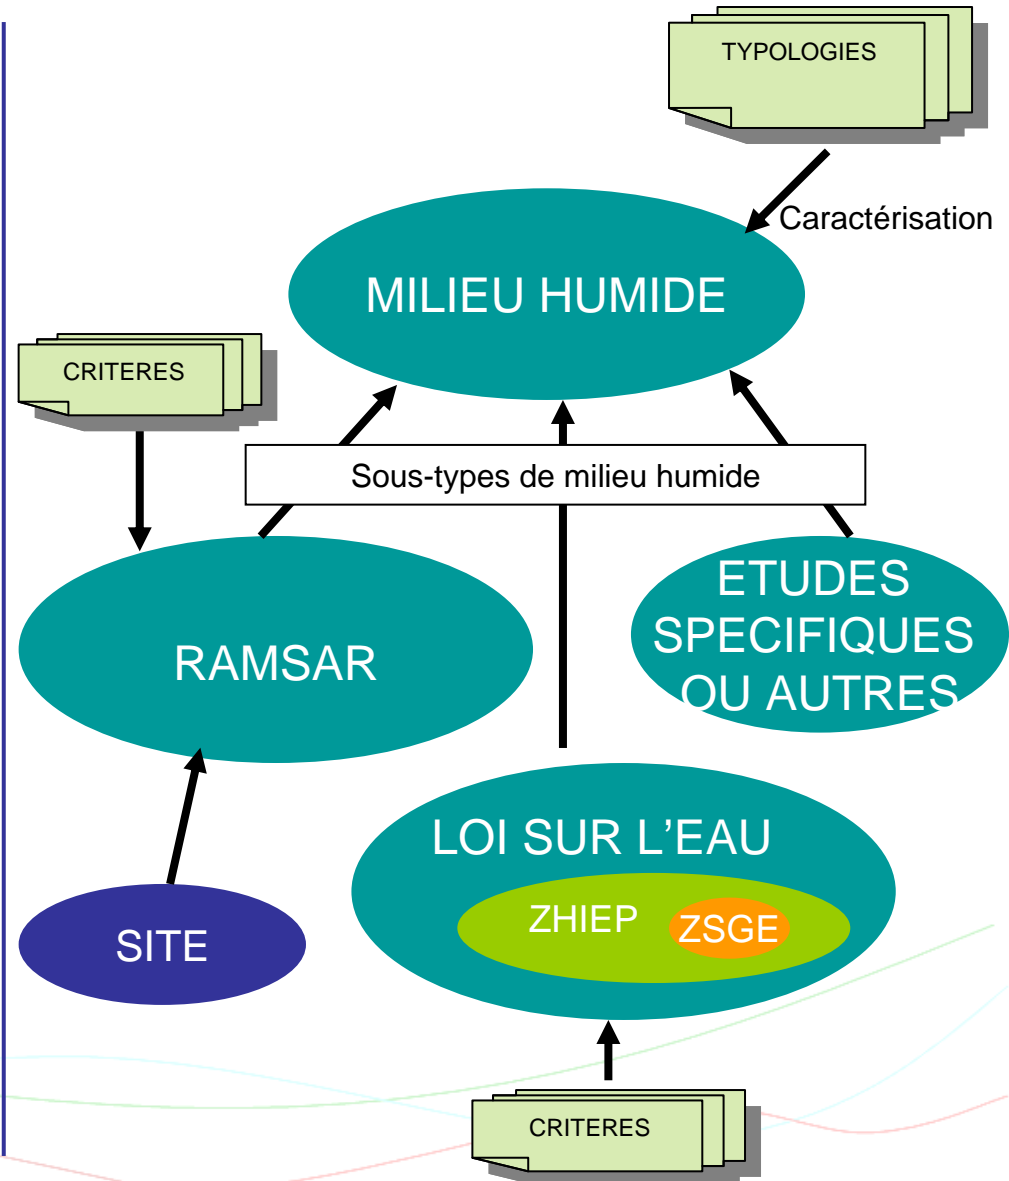 TYPOLOGIES
Caractérisation
MILIEU HUMIDE
CRITERES
Sous-types de milieu humide
ETUDES
SPECIFIQUES
OU AUTRES
RAMSAR
LOI SUR L’EAU
ZHIEP
ZSGE
SITE
CRITERES